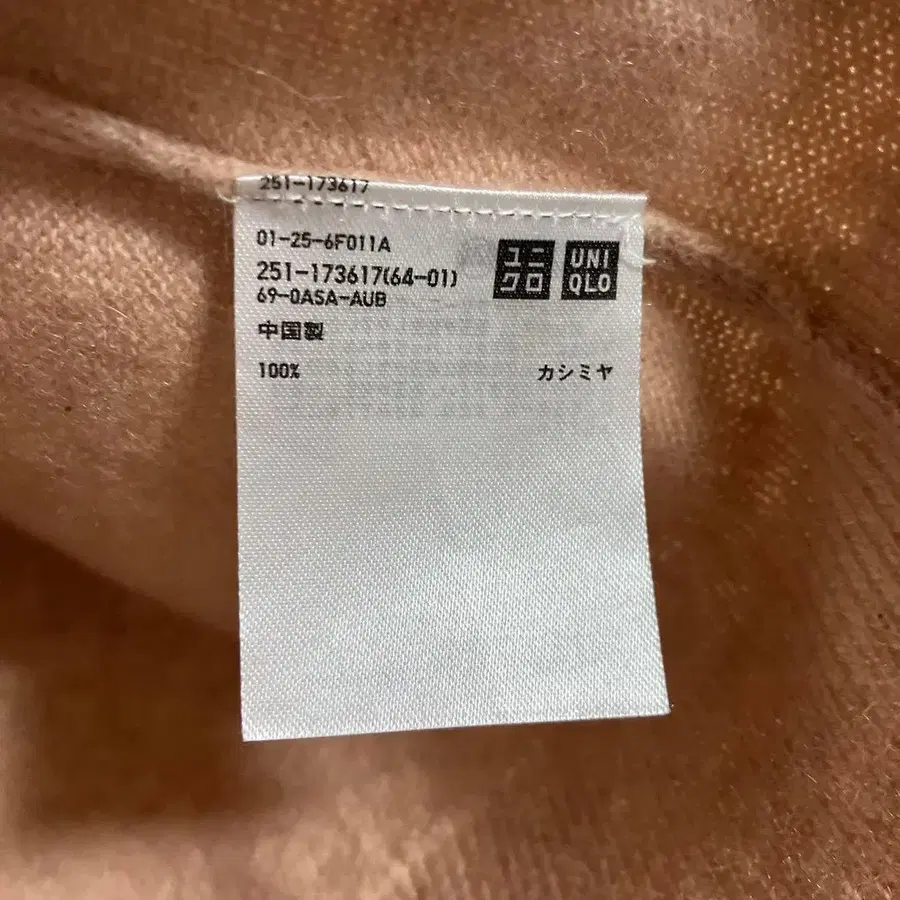 251-173617
01-25-6F011A
251-173617(64-01)
69-0ASA-AUB
ユニクロ
UNIQLO
中国製
100% カシミヤ